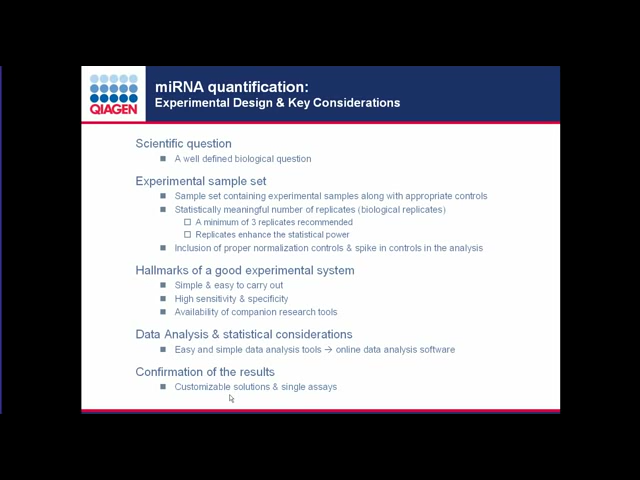 QIAGEN
miRNA quantification:
Experimental Design & Key Considerations
Scientific question
A well defined biological question
Experimental sample set
Sample set containing experimental samples along with appropriate controls
Statistically meaningful number of replicates (biological replicates)
A minimum of 3 replicates recommended
Replicates enhance the statistical power
Inclusion of proper normalization controls & spike in controls in the analysis
Hallmarks of a good experimental system
Simple & easy to carry out
High sensitivity & specificity
Availability of companion research tools
Data Analysis & statistical considerations
Easy and simple data analysis tools → online data analysis software
Confirmation of the results
Customizable solutions & single assays